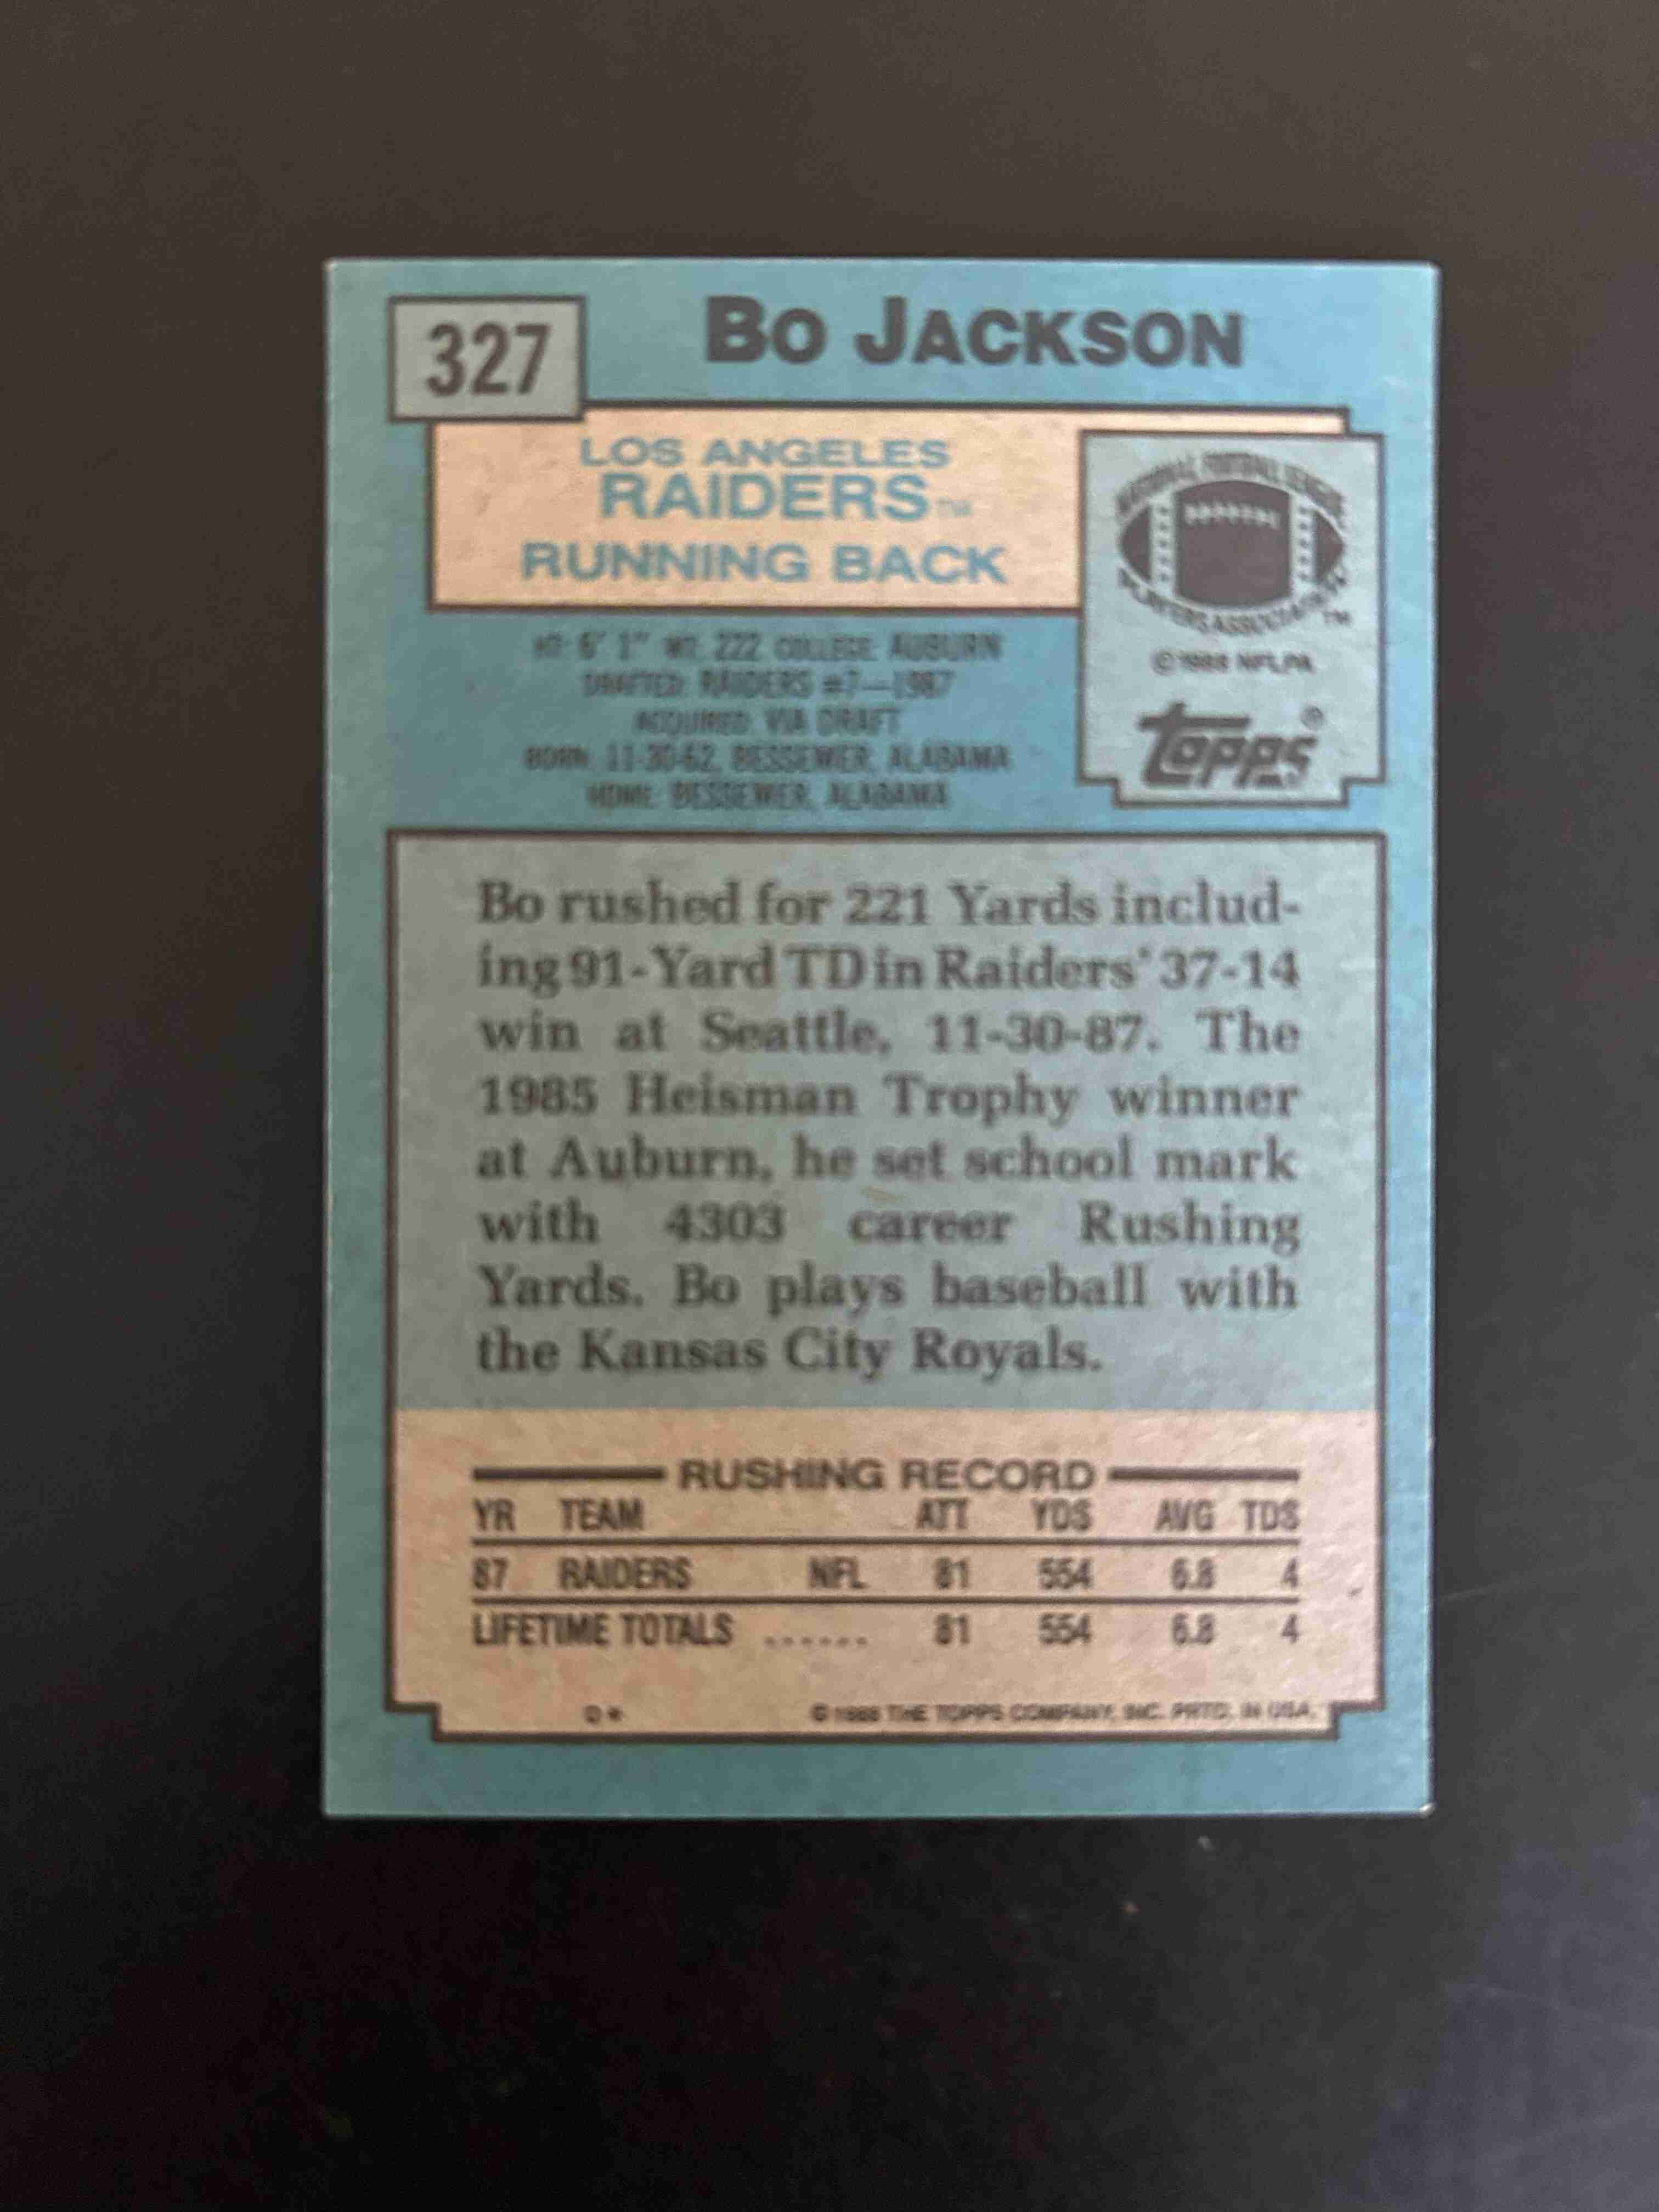 327
BO JACKSON
LOS ANGELES
RAIDERS™
RUNNING BACK
NATIONAL FOOTBALL LEAGUE
PLAYERS ASSOCIATION™
©1988 NFLPA
topps®
HT: 6' 1" WT: 222 COLLEGE: AUBURN
DRAFTED: RAIDERS #7—1987
ACQUIRED: VIA DRAFT
BORN: 11-30-62, BESSEMER, ALABAMA
HOME: BESSEMER, ALABAMA
Bo rushed for 221 Yards includ-
ing 91-Yard TD in Raiders' 37-14
win at Seattle, 11-30-87. The
1985 Heisman Trophy winner
at Auburn, he set school mark
with 4303 career Rushing
Yards. Bo plays baseball with
the Kansas City Royals.
RUSHING RECORD
YR TEAM ATT YDS AVG TDS
87 RAIDERS NFL 81 554 6.8 4
LIFETIME TOTALS ...... 81 554 6.8 4
D* © 1988 THE TOPPS COMPANY, INC. PRTD. IN USA.